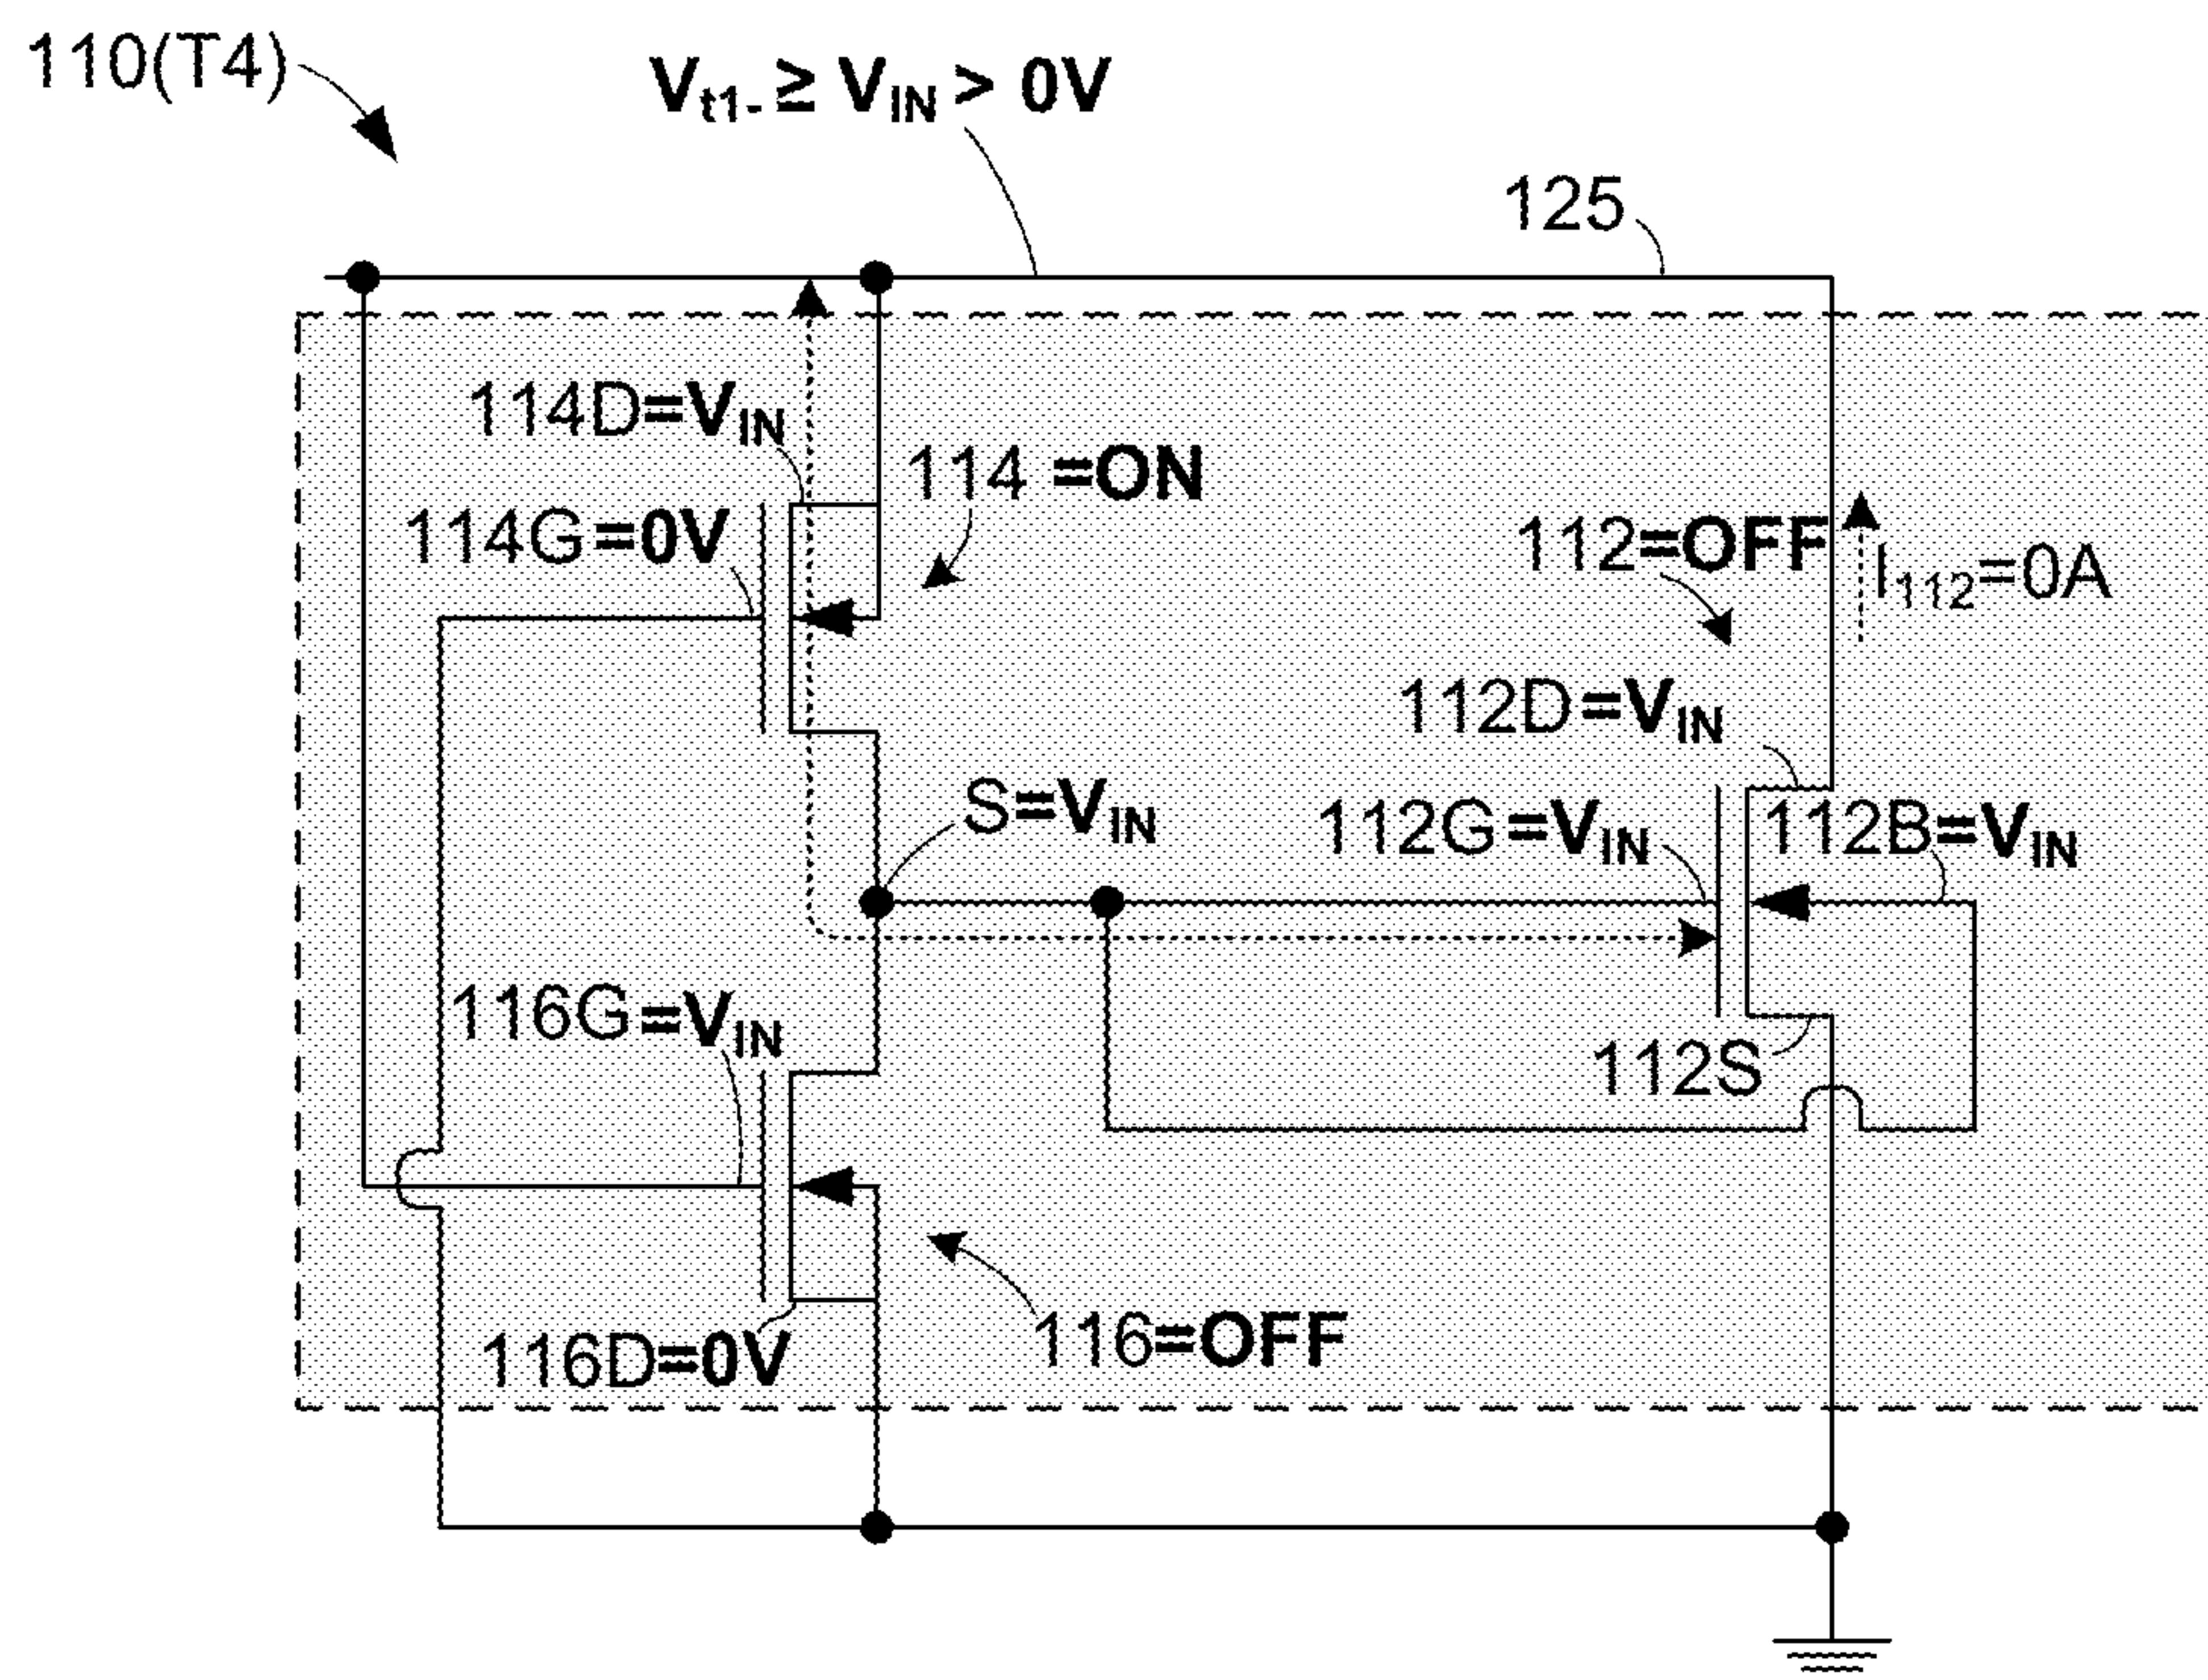 110(T4)
Vt1- ≥ VIN > 0V
125
114D=VIN
114 =ON
114G=0V
112=OFF
I112=0A
112D=VIN
S=VIN
112G=VIN
112B=VIN
116G=VIN
112S
116D=0V
116=OFF